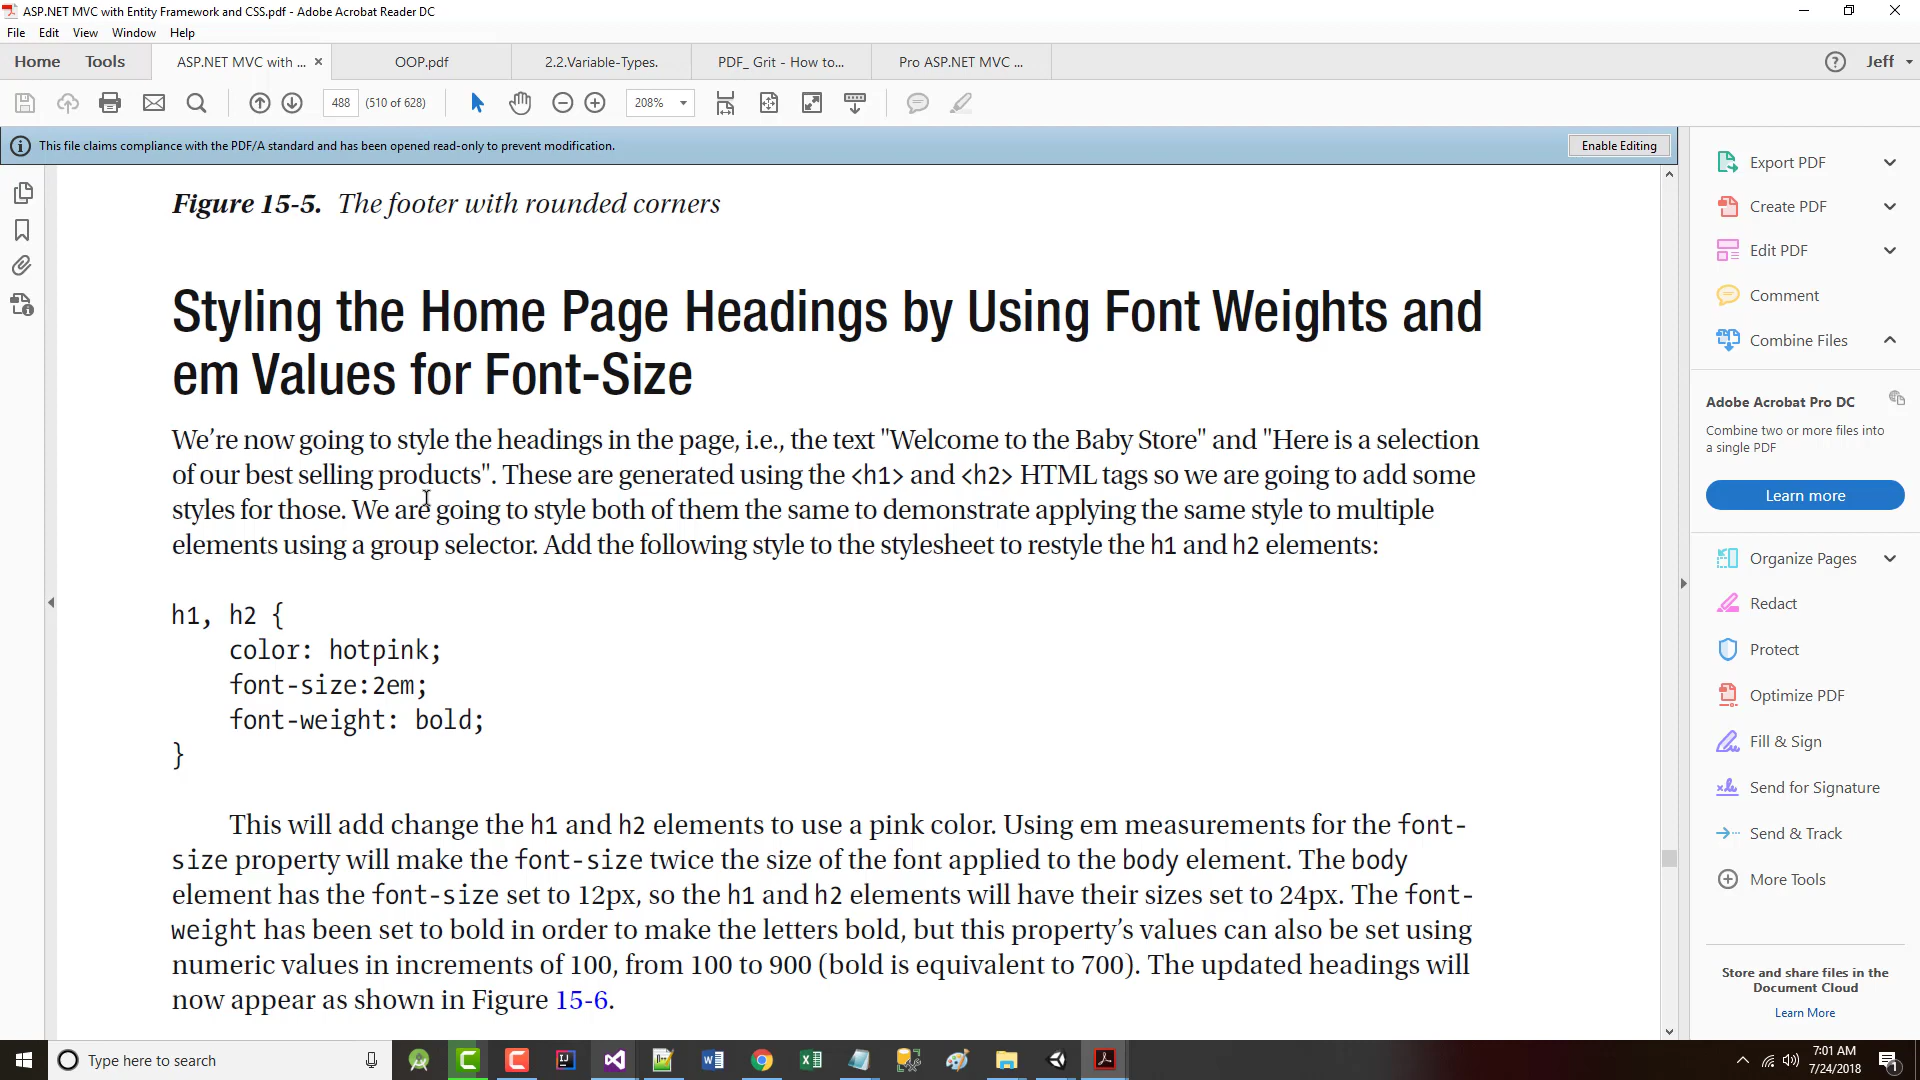 ASP.NET MVC with Entity Framework and CSS.pdf - Adobe Acrobat Reader DC
File Edit View Window Help
Home Tools ASP.NET MVC with ... × OOP.pdf 2.2.Variable-Types. PDF_ Grit - How to... Pro ASP.NET MVC ... Jeff
488 (510 of 628) 208%
This file claims compliance with the PDF/A standard and has been opened read-only to prevent modification. Enable Editing
Figure 15-5. The footer with rounded corners
Styling the Home Page Headings by Using Font Weights and
em Values for Font-Size
We’re now going to style the headings in the page, i.e., the text "Welcome to the Baby Store" and "Here is a selection
of our best selling products". These are generated using the <h1> and <h2> HTML tags so we are going to add some
styles for those. We are going to style both of them the same to demonstrate applying the same style to multiple
elements using a group selector. Add the following style to the stylesheet to restyle the h1 and h2 elements:
h1, h2 {
color: hotpink;
font-size:2em;
font-weight: bold;
}
This will add change the h1 and h2 elements to use a pink color. Using em measurements for the font-
size property will make the font-size twice the size of the font applied to the body element. The body
element has the font-size set to 12px, so the h1 and h2 elements will have their sizes set to 24px. The font-
weight has been set to bold in order to make the letters bold, but this property’s values can also be set using
numeric values in increments of 100, from 100 to 900 (bold is equivalent to 700). The updated headings will
now appear as shown in Figure 15-6.
Export PDF
Create PDF
Edit PDF
Comment
Combine Files
Adobe Acrobat Pro DC
Combine two or more files into
a single PDF
Learn more
Organize Pages
Redact
Protect
Optimize PDF
Fill & Sign
Send for Signature
Send & Track
More Tools
Store and share files in the
Document Cloud
Learn More
Type here to search
7:01 AM
7/24/2018
1